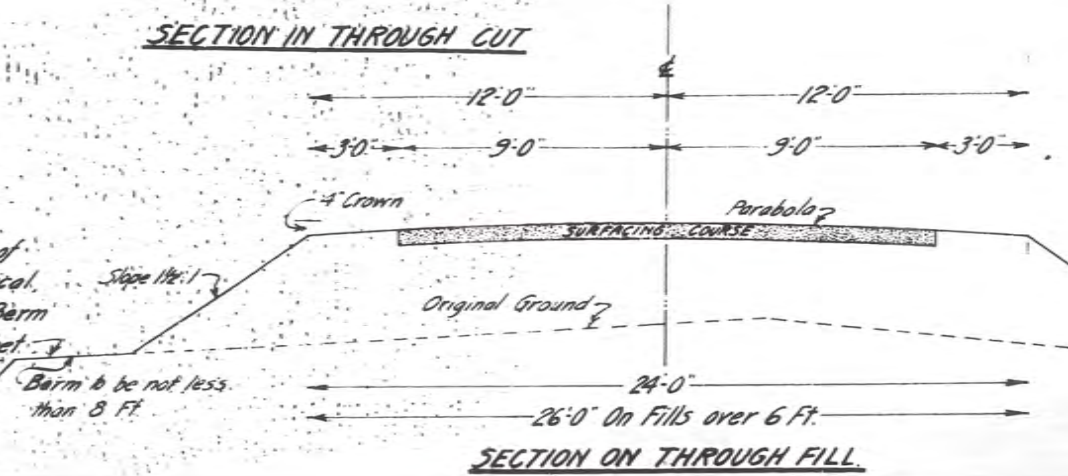 SECTION IN THROUGH CUT
℄
12'-0" 12'-0"
3'-0" 9'-0" 9'-0" 3'-0"
4" Crown
Parabola
SURFACING COURSE
of
Slope 1½:1
Berm
Original Ground
Berm to be not less
than 8 Ft.
24'-0"
26'-0" On Fills over 6 Ft.
SECTION ON THROUGH FILL